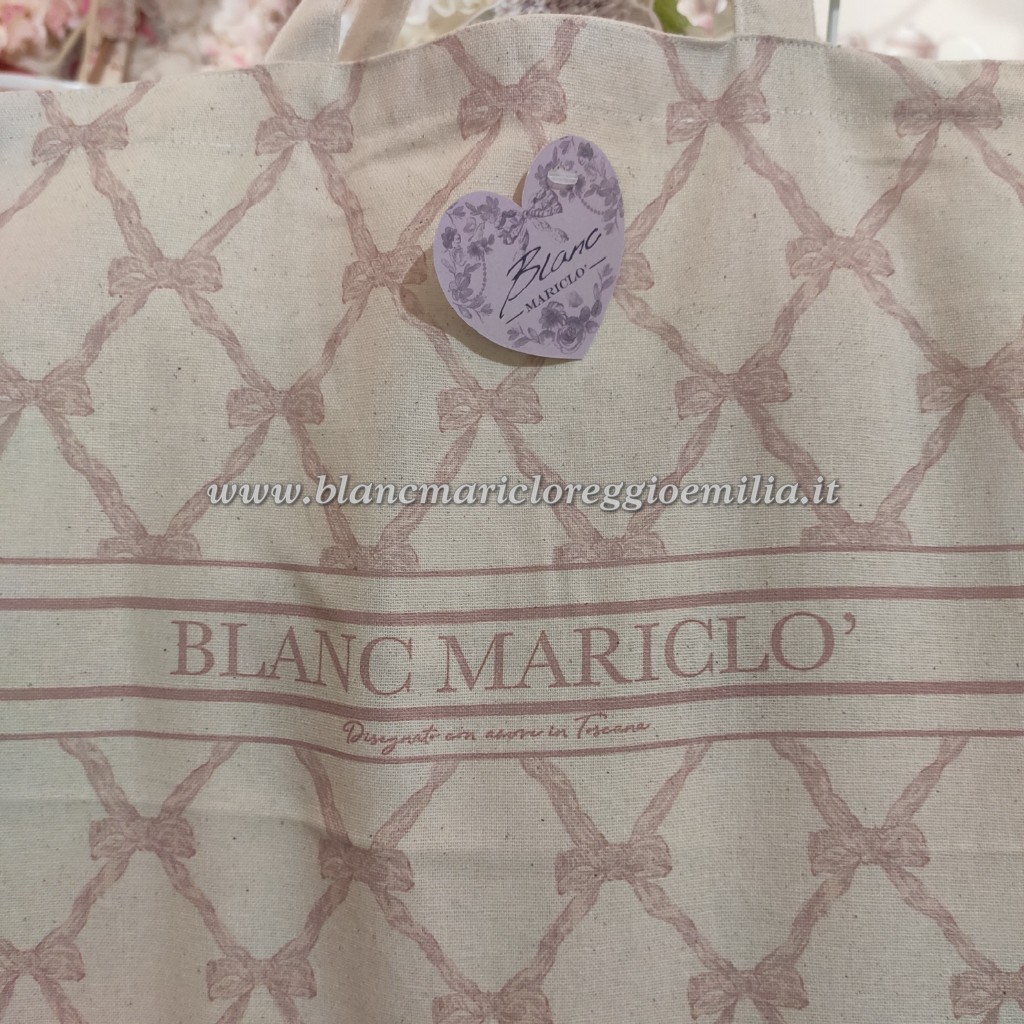 Blanc
MARICLO'
www.blancmaricloreggioemilia.it
BLANC MARICLO’
Disegnato con amore in Toscana